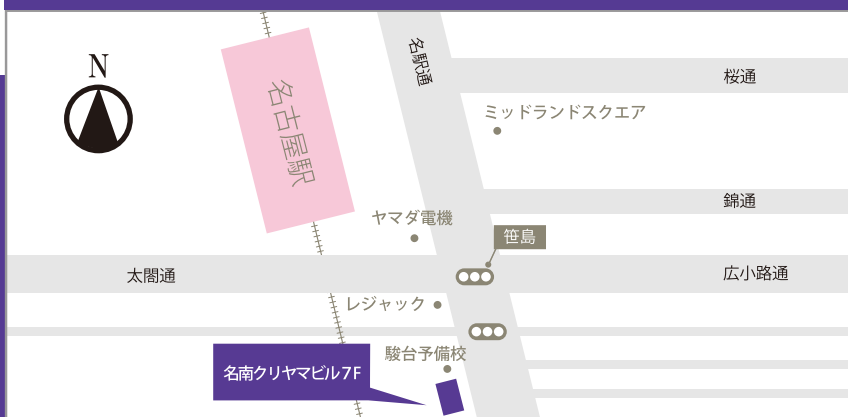 N
名駅通
桜通
名古屋駅
ミッドランドスクエア
錦通
ヤマダ電機
笹島
太閤通
広小路通
レジャック
駿台予備校
名南クリヤマビル7F